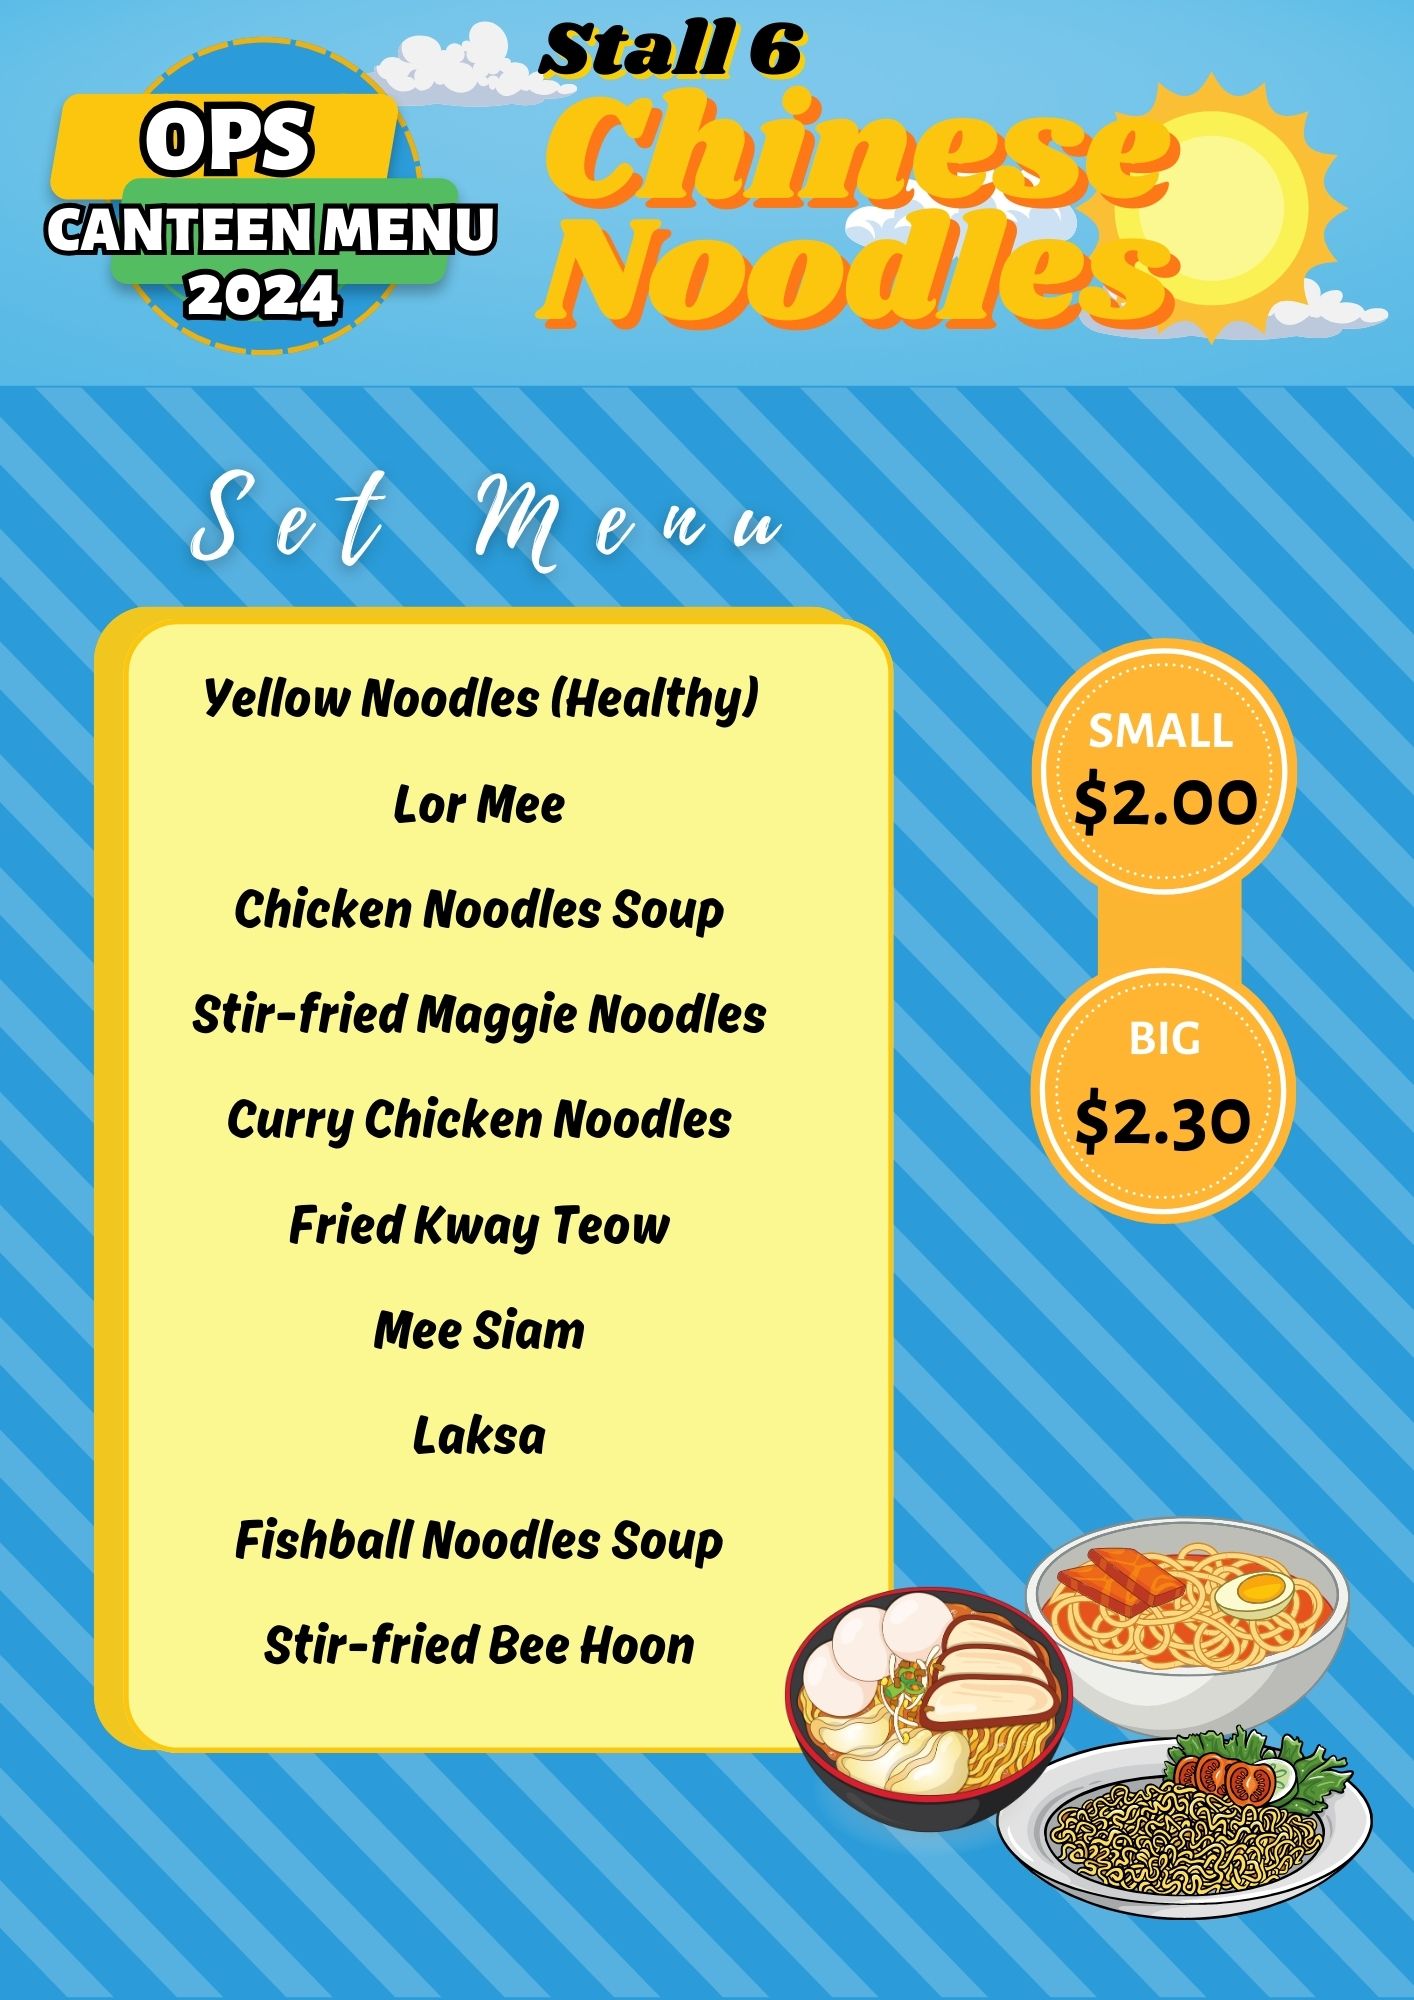 OPS
CANTEEN MENU
2024
Stall 6
Chinese
Noodles
Set Menu
Yellow Noodles (Healthy)
Lor Mee
Chicken Noodles Soup
Stir-fried Maggie Noodles
Curry Chicken Noodles
Fried Kway Teow
Mee Siam
Laksa
Fishball Noodles Soup
Stir-fried Bee Hoon
SMALL
$2.00
BIG
$2.30